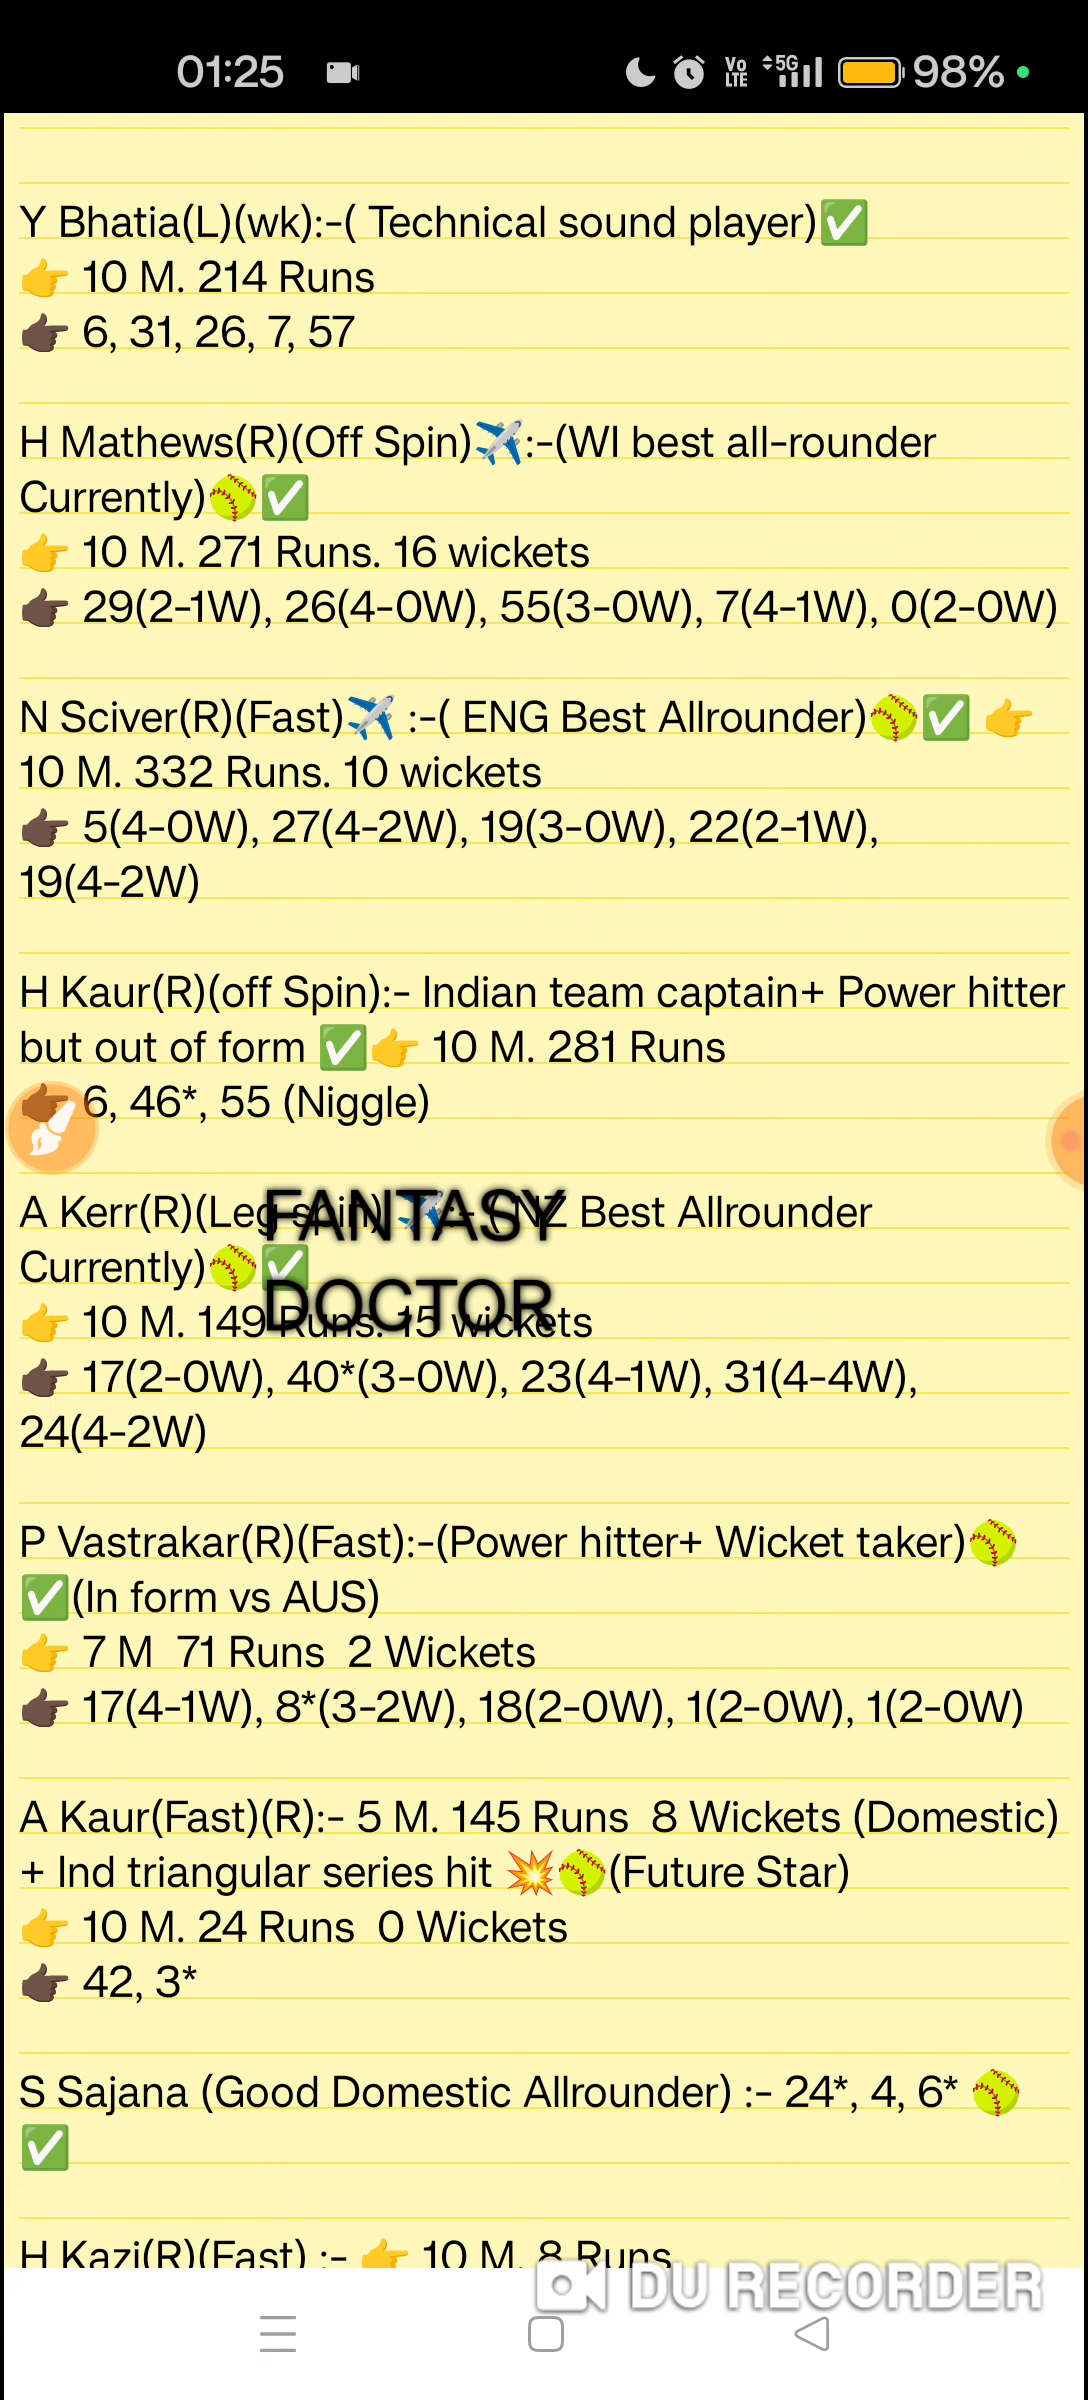 01:25 Vo LTE 5G 98%
Y Bhatia(L)(wk):-( Technical sound player)✅
👉 10 M. 214 Runs
👉🏿 6, 31, 26, 7, 57
H Mathews(R)(Off Spin)✈️:-(WI best all-rounder
Currently)🥎✅
👉 10 M. 271 Runs. 16 wickets
👉🏿 29(2-1W), 26(4-0W), 55(3-0W), 7(4-1W), 0(2-0W)
N Sciver(R)(Fast)✈️ :-( ENG Best Allrounder)🥎✅ 👉
10 M. 332 Runs. 10 wickets
👉🏿 5(4-0W), 27(4-2W), 19(3-0W), 22(2-1W),
19(4-2W)
H Kaur(R)(off Spin):- Indian team captain+ Power hitter
but out of form ✅👉 10 M. 281 Runs
👉🏿 6, 46*, 55 (Niggle)
A Kerr(R)(Leg spin) ✈️:- ( NZ Best Allrounder
Currently)🥎✅
👉 10 M. 149 Runs. 15 wickets
👉🏿 17(2-0W), 40*(3-0W), 23(4-1W), 31(4-4W),
24(4-2W)
FANTASY
DOCTOR
P Vastrakar(R)(Fast):-(Power hitter+ Wicket taker)🥎
✅(In form vs AUS)
👉 7 M  71 Runs  2 Wickets
👉🏿 17(4-1W), 8*(3-2W), 18(2-0W), 1(2-0W), 1(2-0W)
A Kaur(Fast)(R):- 5 M. 145 Runs  8 Wickets (Domestic)
+ Ind triangular series hit 💥🥎(Future Star)
👉 10 M. 24 Runs  0 Wickets
👉🏿 42, 3*
S Sajana (Good Domestic Allrounder) :- 24*, 4, 6* 🥎
✅
H Kazi(R)(Fast) :- 👉 10 M. 8 Runs
DU RECORDER